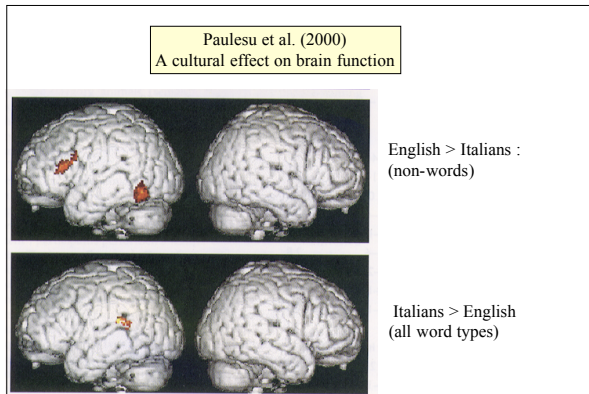 Paulesu et al. (2000)
A cultural effect on brain function
English > Italians :
(non-words)
Italians > English
(all word types)